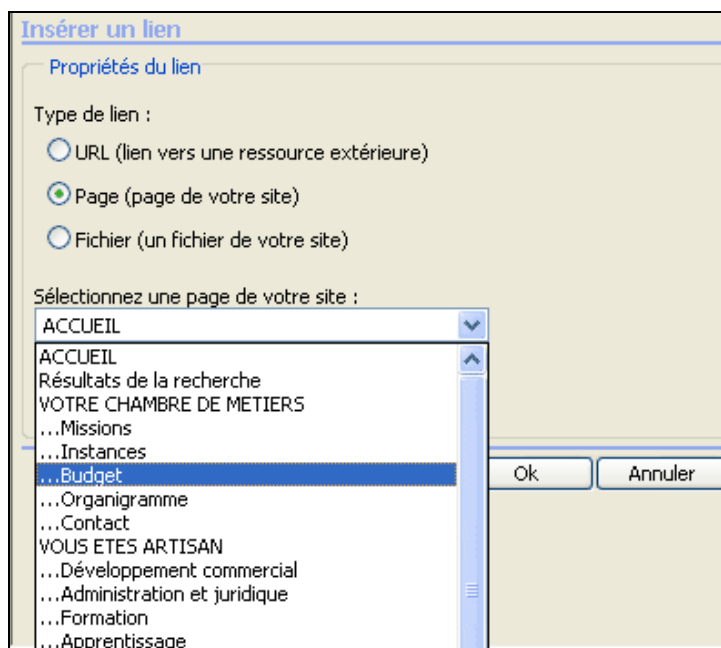 Insérer un lien
Propriétés du lien
Type de lien :
URL (lien vers une ressource extérieure)
Page (page de votre site)
Fichier (un fichier de votre site)
Sélectionnez une page de votre site :
ACCUEIL
ACCUEIL
Résultats de la recherche
VOTRE CHAMBRE DE METIERS
...Missions
...Instances
...Budget
Ok Annuler
...Organigramme
...Contact
VOUS ETES ARTISAN
...Développement commercial
...Administration et juridique
...Formation
...Apprentissage